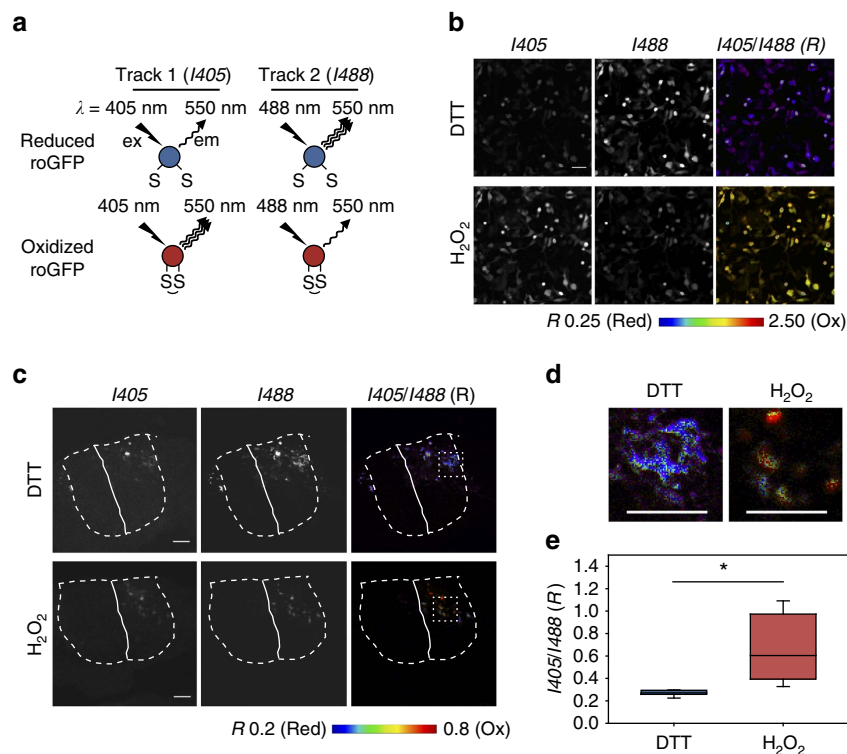 a
Track 1 (I405) Track 2 (I488)
λ = 405 nm 550 nm 488 nm 550 nm
Reduced roGFP
ex em
S S S S
405 nm 550 nm 488 nm 550 nm
Oxidized roGFP
SS SS
b
I405 I488 I405/I488 (R)
DTT
H₂O₂
R 0.25 (Red) 2.50 (Ox)
c
I405 I488 I405/I488 (R)
DTT
H₂O₂
R 0.2 (Red) 0.8 (Ox)
d
DTT H₂O₂
e
I405/I488 (R)
1.4
1.2
1.0
0.8
0.6
0.4
0.2
0.0
*
DTT H₂O₂